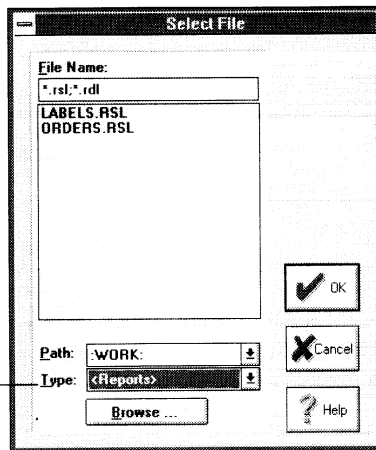 Select File
File Name:
*.rsl;*.rdl
LABELS.RSL
ORDERS.RSL
OK
Path: :WORK:
Cancel
Type: <Reports>
Browse ...
Help